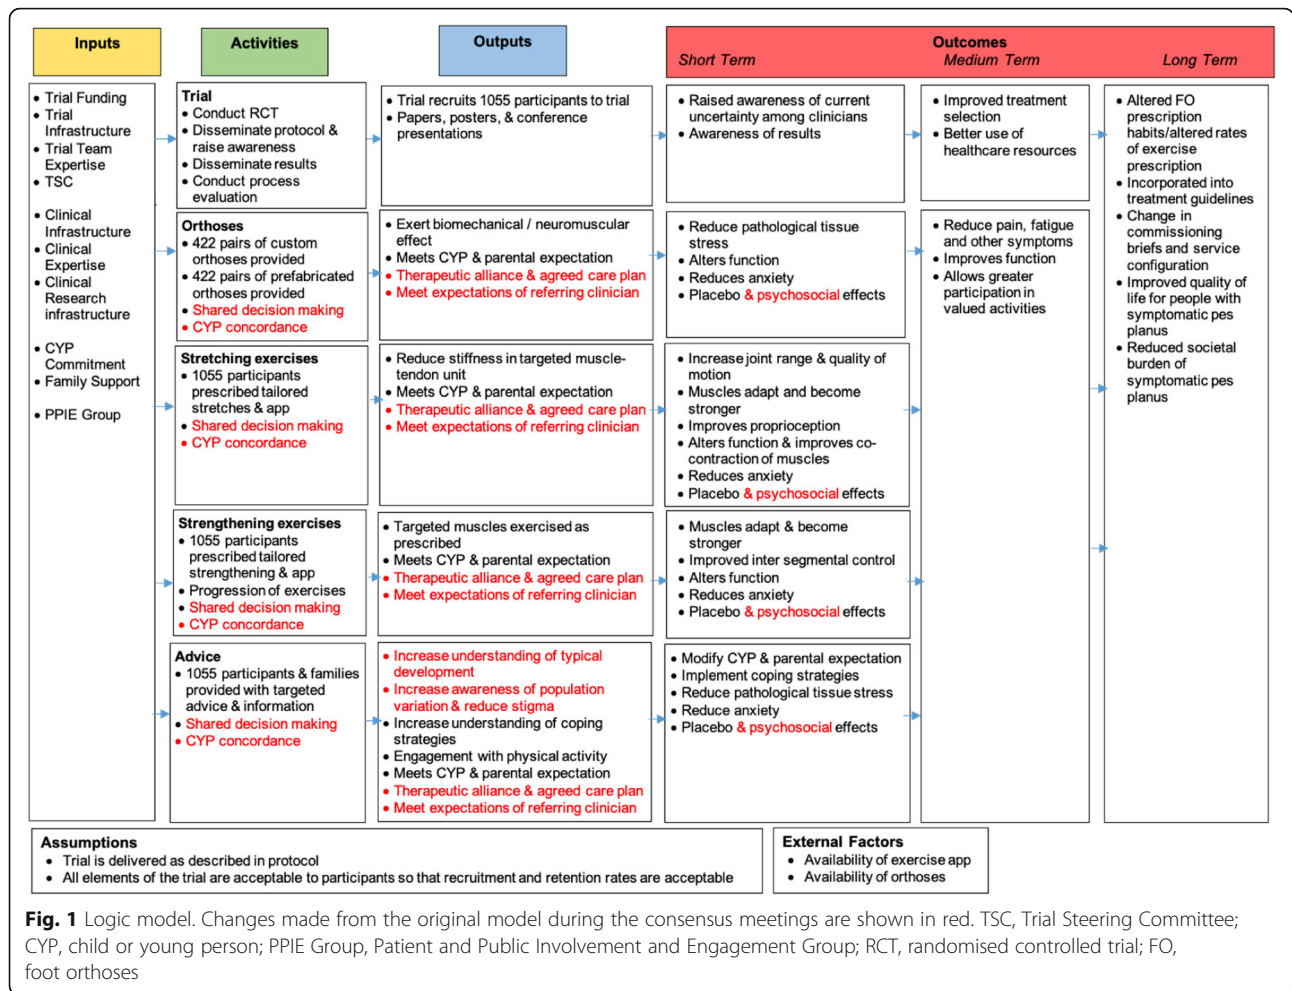 Inputs
Activities
Outputs
Outcomes
Short Term
Medium Term
Long Term
• Trial Funding
• Trial
Infrastructure
• Trial Team
Expertise
• TSC
• Clinical
Infrastructure
• Clinical
Expertise
• Clinical
Research
infrastructure
• CYP
Commitment
• Family Support
• PPIE Group
Trial
• Conduct RCT
• Disseminate protocol &
raise awareness
• Disseminate results
• Conduct process
evaluation
• Trial recruits 1055 participants to trial
• Papers, posters, & conference
presentations
• Raised awareness of current
uncertainty among clinicians
• Awareness of results
• Improved treatment
selection
• Better use of
healthcare resources
• Altered FO
prescription
habits/altered rates
of exercise
prescription
• Incorporated into
treatment guidelines
• Change in
commissioning
briefs and service
configuration
• Improved quality of
life for people with
symptomatic pes
planus
• Reduced societal
burden of
symptomatic pes
planus
Orthoses
• 422 pairs of custom
orthoses provided
• 422 pairs of prefabricated
orthoses provided
• Shared decision making
• CYP concordance
• Exert biomechanical / neuromuscular
effect
• Meets CYP & parental expectation
• Therapeutic alliance & agreed care plan
• Meet expectations of referring clinician
• Reduce pathological tissue
stress
• Alters function
• Reduces anxiety
• Placebo & psychosocial effects
• Reduce pain, fatigue
and other symptoms
• Improves function
• Allows greater
participation in
valued activities
Stretching exercises
• 1055 participants
prescribed tailored
stretches & app
• Shared decision making
• CYP concordance
• Reduce stiffness in targeted muscle-
tendon unit
• Meets CYP & parental expectation
• Therapeutic alliance & agreed care plan
• Meet expectations of referring clinician
• Increase joint range & quality of
motion
• Muscles adapt and become
stronger
• Improves proprioception
• Alters function & improves co-
contraction of muscles
• Reduces anxiety
• Placebo & psychosocial effects
Strengthening exercises
• 1055 participants
prescribed tailored
strengthening & app
• Progression of exercises
• Shared decision making
• CYP concordance
• Targeted muscles exercised as
prescribed
• Meets CYP & parental expectation
• Therapeutic alliance & agreed care plan
• Meet expectations of referring clinician
• Muscles adapt & become
stronger
• Improved inter segmental control
• Alters function
• Reduces anxiety
• Placebo & psychosocial effects
Advice
• 1055 participants & families
provided with targeted
advice & information
• Shared decision making
• CYP concordance
• Increase understanding of typical
development
• Increase awareness of population
variation & reduce stigma
• Increase understanding of coping
strategies
• Engagement with physical activity
• Meets CYP & parental expectation
• Therapeutic alliance & agreed care plan
• Meet expectations of referring clinician
• Modify CYP & parental expectation
• Implement coping strategies
• Reduce pathological tissue stress
• Reduce anxiety
• Placebo & psychosocial effects
Assumptions
• Trial is delivered as described in protocol
• All elements of the trial are acceptable to participants so that recruitment and retention rates are acceptable
External Factors
• Availability of exercise app
• Availability of orthoses
Fig. 1 Logic model. Changes made from the original model during the consensus meetings are shown in red. TSC, Trial Steering Committee;
CYP, child or young person; PPIE Group, Patient and Public Involvement and Engagement Group; RCT, randomised controlled trial; FO,
foot orthoses